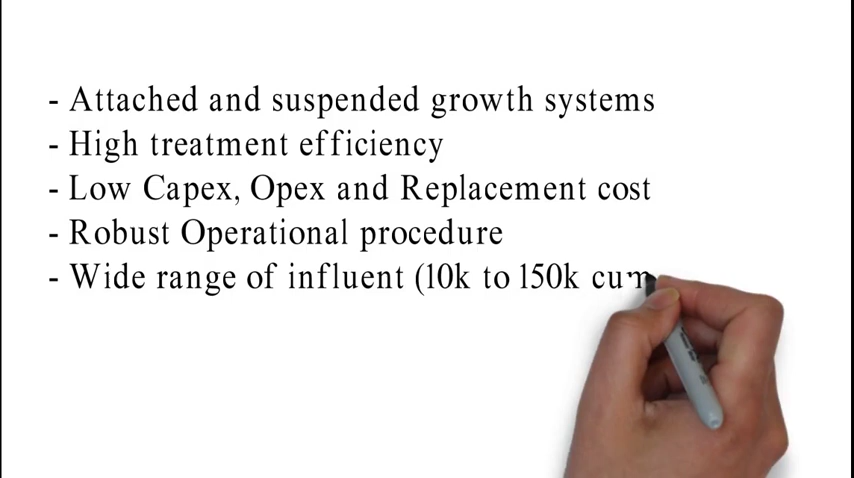 - Attached and suspended growth systems
- High treatment efficiency
- Low Capex, Opex and Replacement cost
- Robust Operational procedure
- Wide range of influent (10k to 150k cum